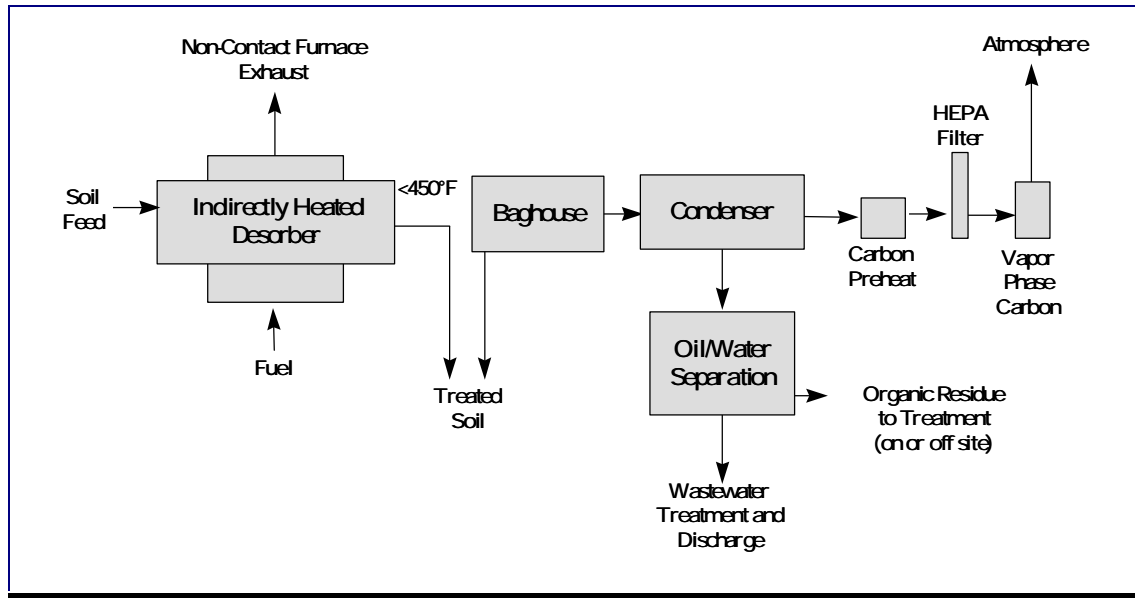 Non-Contact Furnace
Exhaust
Atmosphere
HEPA
Filter
Soil
Feed
Indirectly Heated
Desorber
<450°F
Baghouse
Condenser
Carbon
Preheat
Vapor
Phase
Carbon
Fuel
Treated
Soil
Oil/Water
Separation
Organic Residue
to Treatment
(on or off site)
Wastewater
Treatment and
Discharge